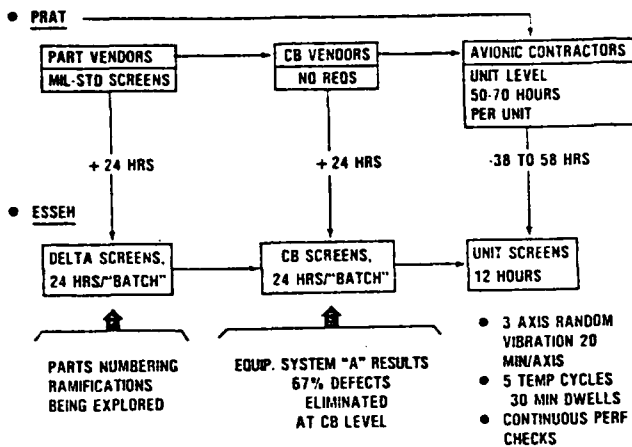 • PRAT
PART VENDORS
MIL-STD SCREENS
CB VENDORS
NO REQS
AVIONIC CONTRACTORS
UNIT LEVEL
50-70 HOURS
PER UNIT
+ 24 HRS
+ 24 HRS
-38 TO 58 HRS
• ESSEH
DELTA SCREENS,
24 HRS/"BATCH"
CB SCREENS,
24 HRS/"BATCH"
UNIT SCREENS
12 HOURS
PARTS NUMBERING
RAMIFICATIONS
BEING EXPLORED
EQUIP. SYSTEM "A" RESULTS
67% DEFECTS
ELIMINATED
AT CB LEVEL
• 3 AXIS RANDOM
VIBRATION 20
MIN/AXIS
• 5 TEMP CYCLES
30 MIN DWELLS
• CONTINUOUS PERF
CHECKS